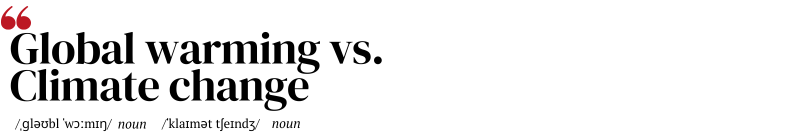 Global warming vs.
Climate change
/ˌɡləʊbl ˈwɔːmɪŋ/ noun /ˈklaɪmət tʃeɪndʒ/ noun